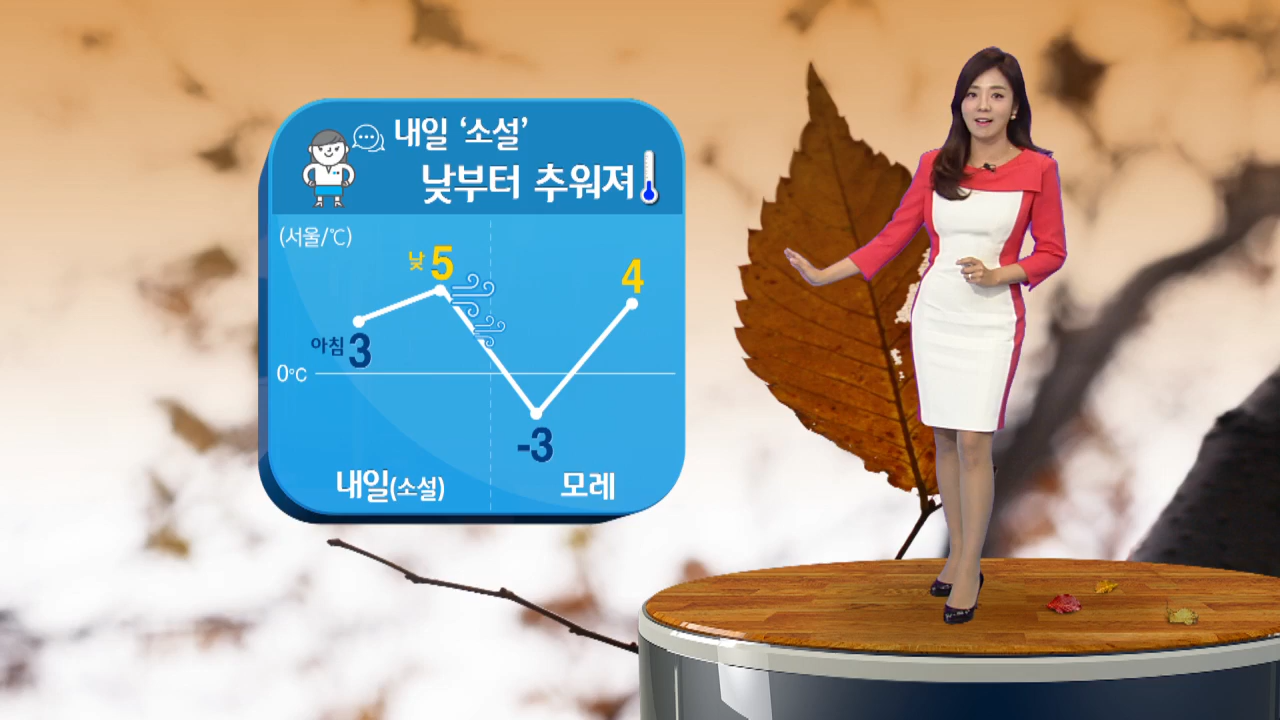 내일 ‘소설’
낮부터 추워져
(서울/℃)
낮 5
4
아침 3
0℃
-3
내일(소설)
모레